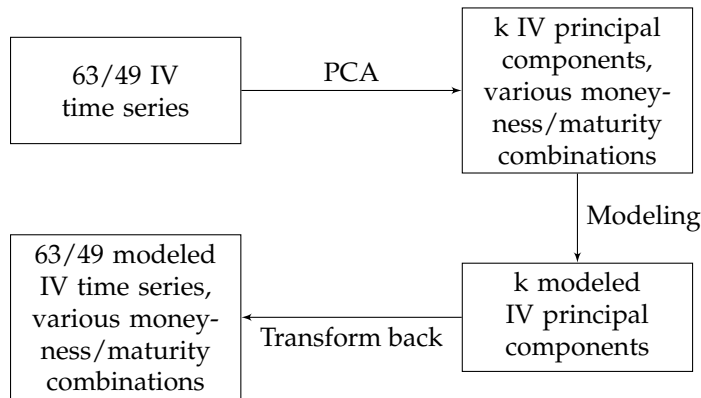 63/49 IV
time series
PCA
k IV principal
components,
various money-
ness/maturity
combinations
Modeling
k modeled
IV principal
components
Transform back
63/49 modeled
IV time series,
various money-
ness/maturity
combinations